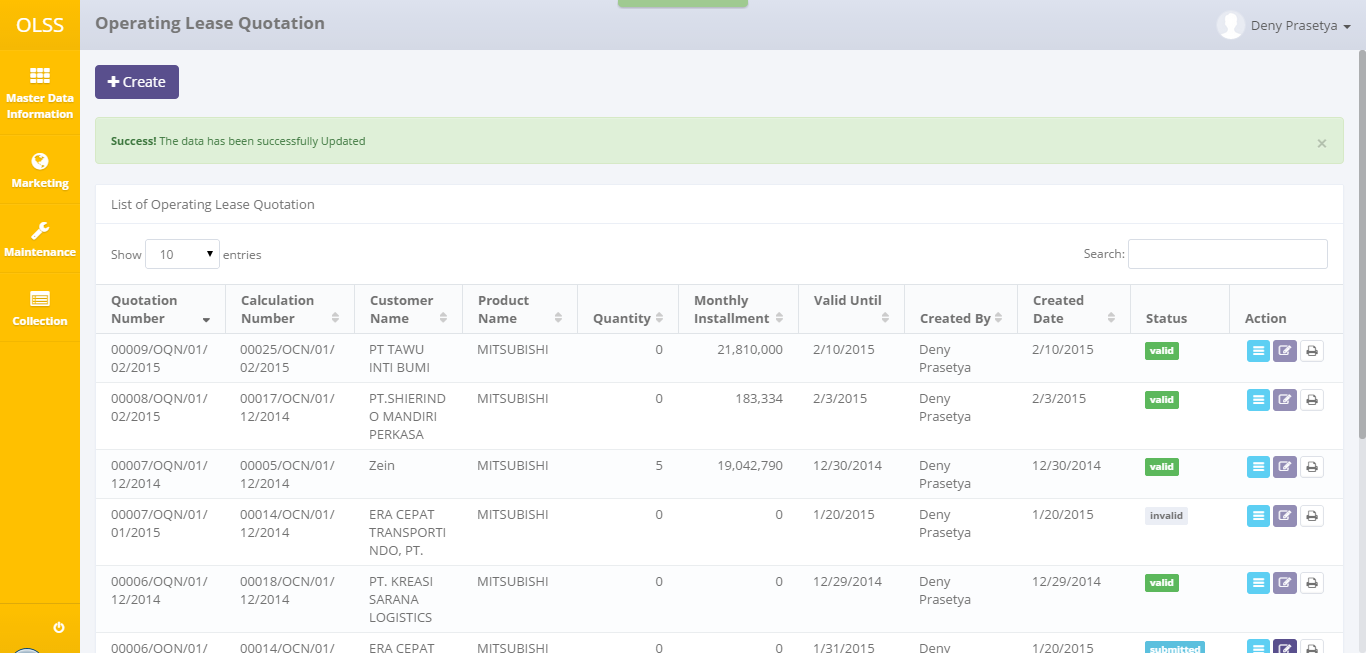 OLSS
Operating Lease Quotation
Deny Prasetya
Master Data
Information
Marketing
Maintenance
Collection
Create
Success! The data has been successfully Updated
×
List of Operating Lease Quotation
Show 10 entries
Search:
Quotation Number Calculation Number Customer Name Product Name Quantity Monthly Installment Valid Until Created By Created Date Status Action
00009/OQN/01/ 00025/OCN/01/ PT TAWU MITSUBISHI 0 21,810,000 2/10/2015 Deny 2/10/2015 valid
02/2015 02/2015 INTI BUMI Prasetya
00008/OQN/01/ 00017/OCN/01/ PT.SHIERIND MITSUBISHI 0 183,334 2/3/2015 Deny 2/3/2015 valid
02/2015 12/2014 O MANDIRI Prasetya
PERKASA
00007/OQN/01/ 00005/OCN/01/ Zein MITSUBISHI 5 19,042,790 12/30/2014 Deny 12/30/2014 valid
12/2014 12/2014 Prasetya
00007/OQN/01/ 00014/OCN/01/ ERA CEPAT MITSUBISHI 0 0 1/20/2015 Deny 1/20/2015 invalid
01/2015 12/2014 TRANSPORTI Prasetya
NDO, PT.
00006/OQN/01/ 00018/OCN/01/ PT. KREASI MITSUBISHI 0 0 12/29/2014 Deny 12/29/2014 valid
12/2014 12/2014 SARANA Prasetya
LOGISTICS
00006/OQN/01/ 00014/OCN/01/ ERA CEPAT MITSUBISHI 0 0 1/31/2015 Deny 1/20/2015 submitted